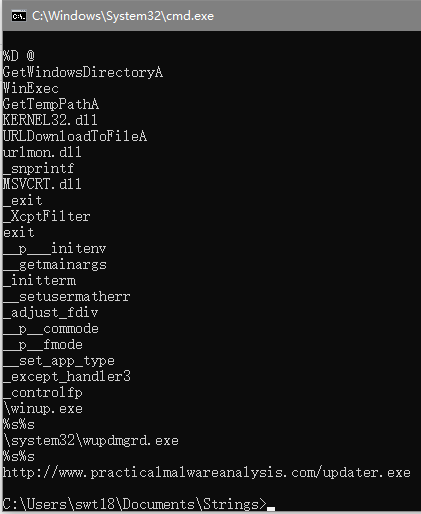 C:\Windows\System32\cmd.exe
%D @
GetWindowsDirectoryA
WinExec
GetTempPathA
KERNEL32.dll
URLDownloadToFileA
urlmon.dll
_snprintf
MSVCRT.dll
_exit
_XcptFilter
exit
__p___initenv
__getmainargs
_initterm
__setusermatherr
_adjust_fdiv
__p__commode
__p__fmode
__set_app_type
_except_handler3
_controlfp
\winup.exe
%s%s
\system32\wupdmgrd.exe
%s%s
http://www.practicalmalwareanalysis.com/updater.exe
C:\Users\swt18\Documents\Strings>